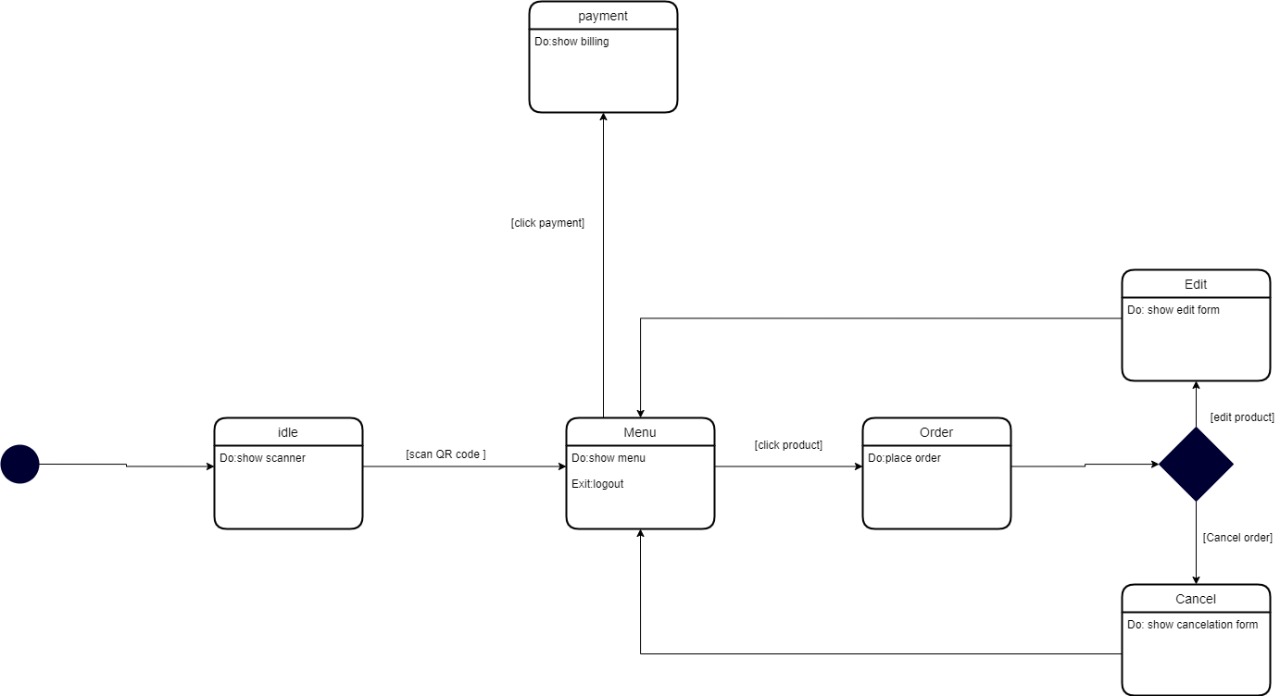 payment
Do:show billing
[click payment]
Edit
Do: show edit form
[edit product]
idle
Do:show scanner
[scan QR code ]
Menu
Do:show menu
Exit:logout
[click product]
Order
Do:place order
[Cancel order]
Cancel
Do: show cancelation form